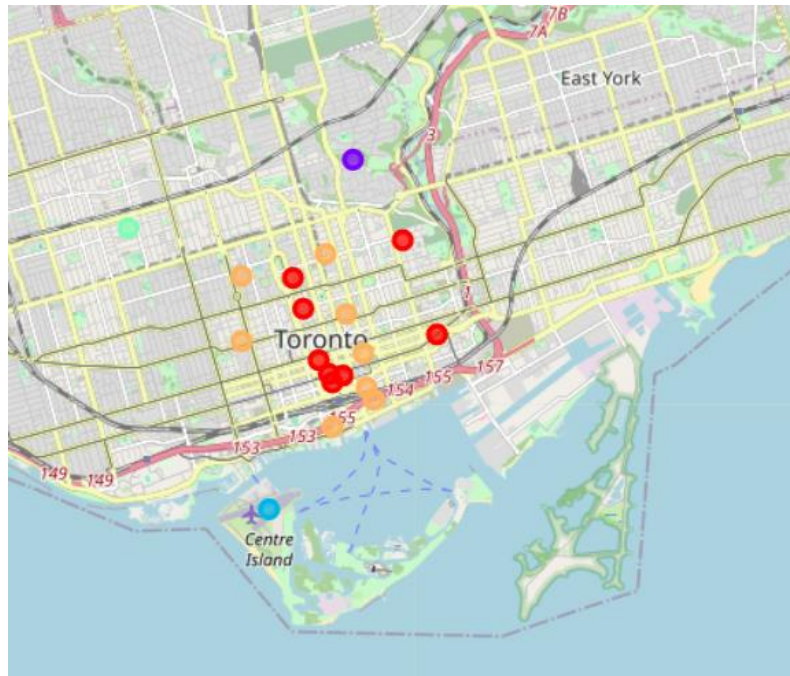 7B
7A
East York
3
1
Toronto
157
154
155
155
153
153
149
149
Centre
Island